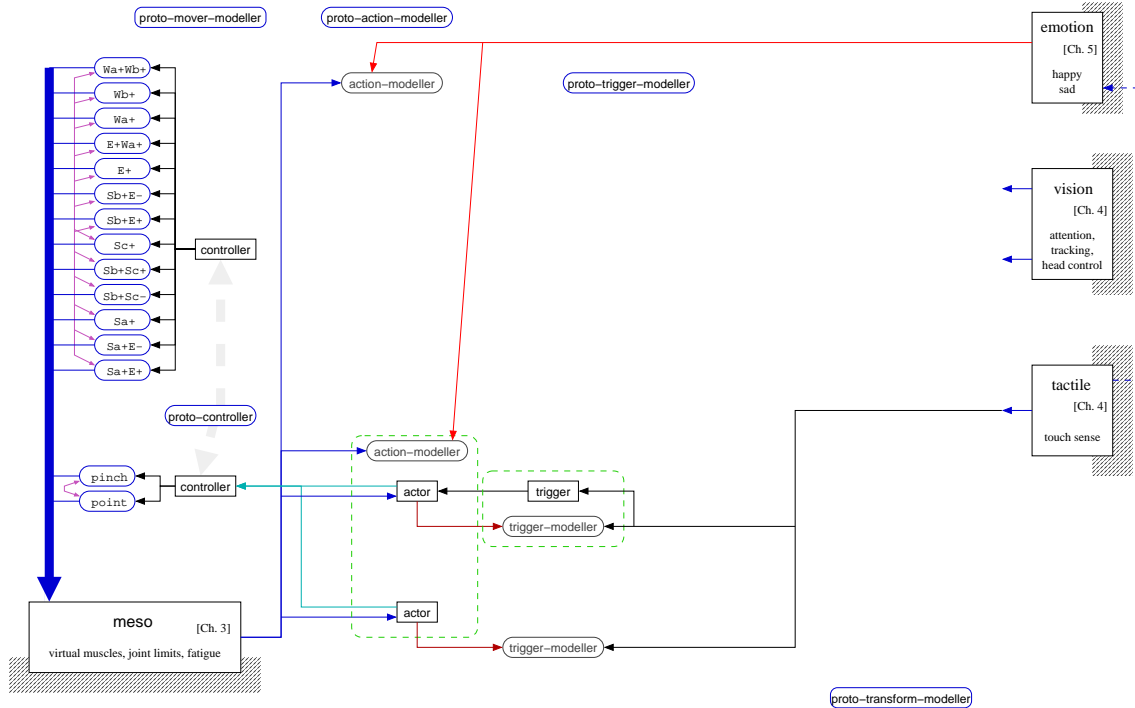 proto-mover-modeller
proto-action-modeller
emotion
[Ch. 5]
happy
sad
Wa+Wb+
action-modeller
proto-trigger-modeller
Wb+
Wa+
E+Wa+
E+
Sb+E-
Sb+E+
Sc+
Sb+Sc+
Sb+Sc-
Sa+
Sa+E-
Sa+E+
controller
vision
[Ch. 4]
attention,
tracking,
head control
tactile
[Ch. 4]
touch sense
proto-controller
action-modeller
pinch
point
controller
actor
trigger
trigger-modeller
actor
trigger-modeller
meso
[Ch. 3]
virtual muscles, joint limits, fatigue
proto-transform-modeller